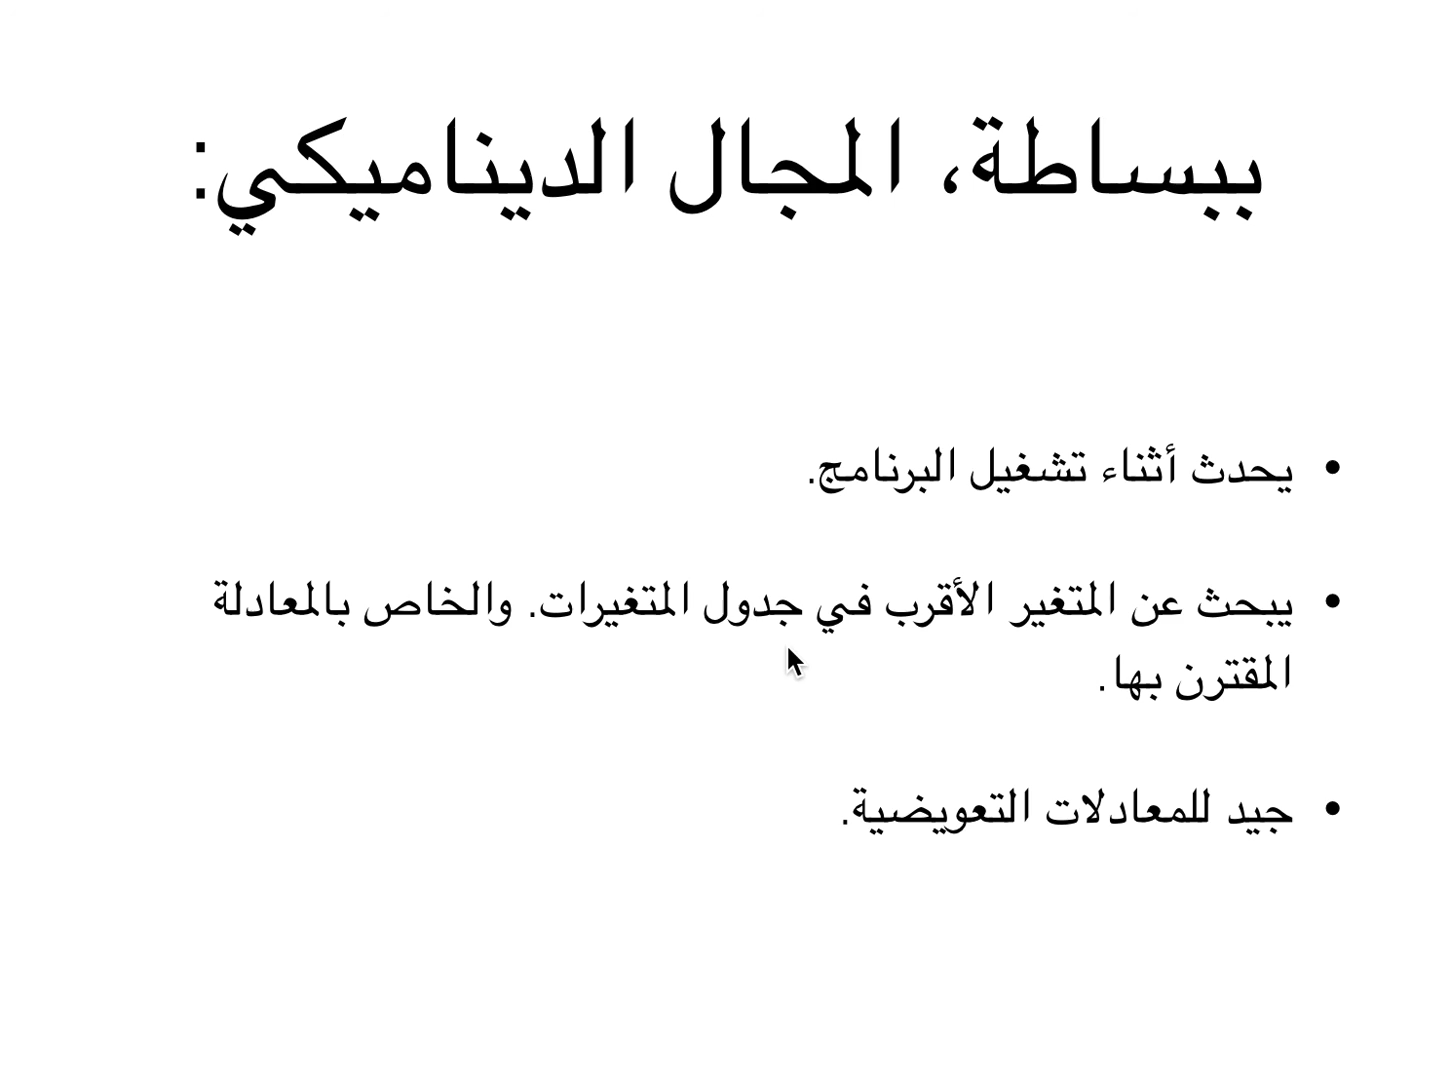 ببساطة، المجال الديناميكي:
• يحدث أثناء تشغيل البرنامج.
• يبحث عن المتغير الأقرب في جدول المتغيرات. والخاص بالمعادلة
المقترن بها.
• جيد للمعادلات التعويضية.